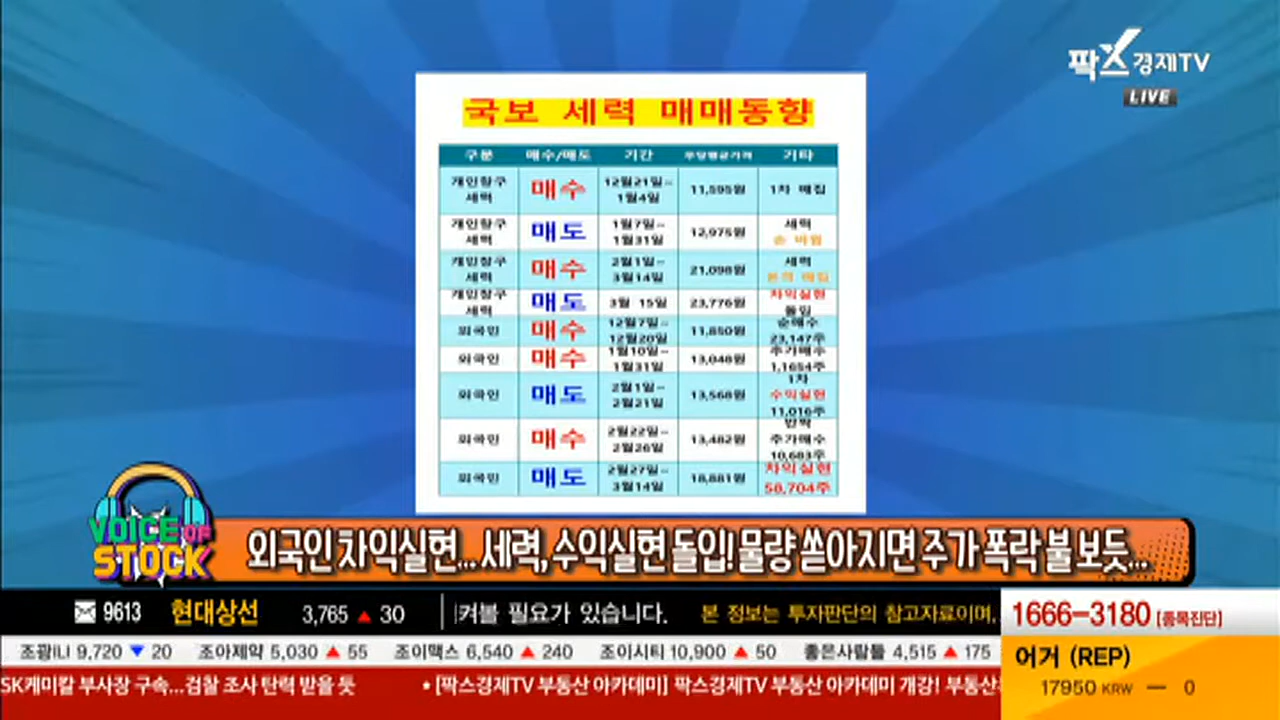 팍스경제TV
LIVE
국보 세력 매매동향
구분 매수/매도 기간 주당평균가격 기타
개인창구 세력 매수 12월21일~ 1월4일 11,595원 1차 매집
개인창구 세력 매도 1월7일~ 1월31일 12,975원 세력 손 바뀜
개인창구 세력 매수 2월1일~ 3월14일 21,098원 세력 본격 매집
개인창구 세력 매도 3월 15일 23,776원 차익실현 돌입
외국인 매수 12월7일~ 12월20일 11,850원 순매수 23,147주
외국인 매수 1월10일~ 1월31일 13,048원 추가매수 1,1654주
외국인 매도 2월1일~ 2월21일 13,568원 1차 수익실현 11,016주
외국인 매수 2월22일~ 2월26일 13,482원 추가매수 10,683주
외국인 매도 2월27일~ 3월14일 18,881원 차익실현 58,704주
VOICE OF STOCK
외국인 차익실현... 세력, 수익실현 돌입! 물량 쏟아지면 주가 폭락 불 보듯...
9613 현대상선 3,765 ▲ 30 켜볼 필요가 있습니다. 본 정보는 투자판단의 참고자료이며,
1666-3180 [종목진단]
조광ILI 9,720 ▼ 20 조아제약 5,030 ▲ 55 조이맥스 6,540 ▲ 240 조이시티 10,900 ▲ 50 좋은사람들 4,515 ▲ 175
어거 (REP)
17950 KRW — 0
SK케미칼 부사장 구속...검찰 조사 탄력 받을 듯 • [팍스경제TV 부동산 아카데미] 팍스경제TV 부동산 아카데미 개강! 부동산